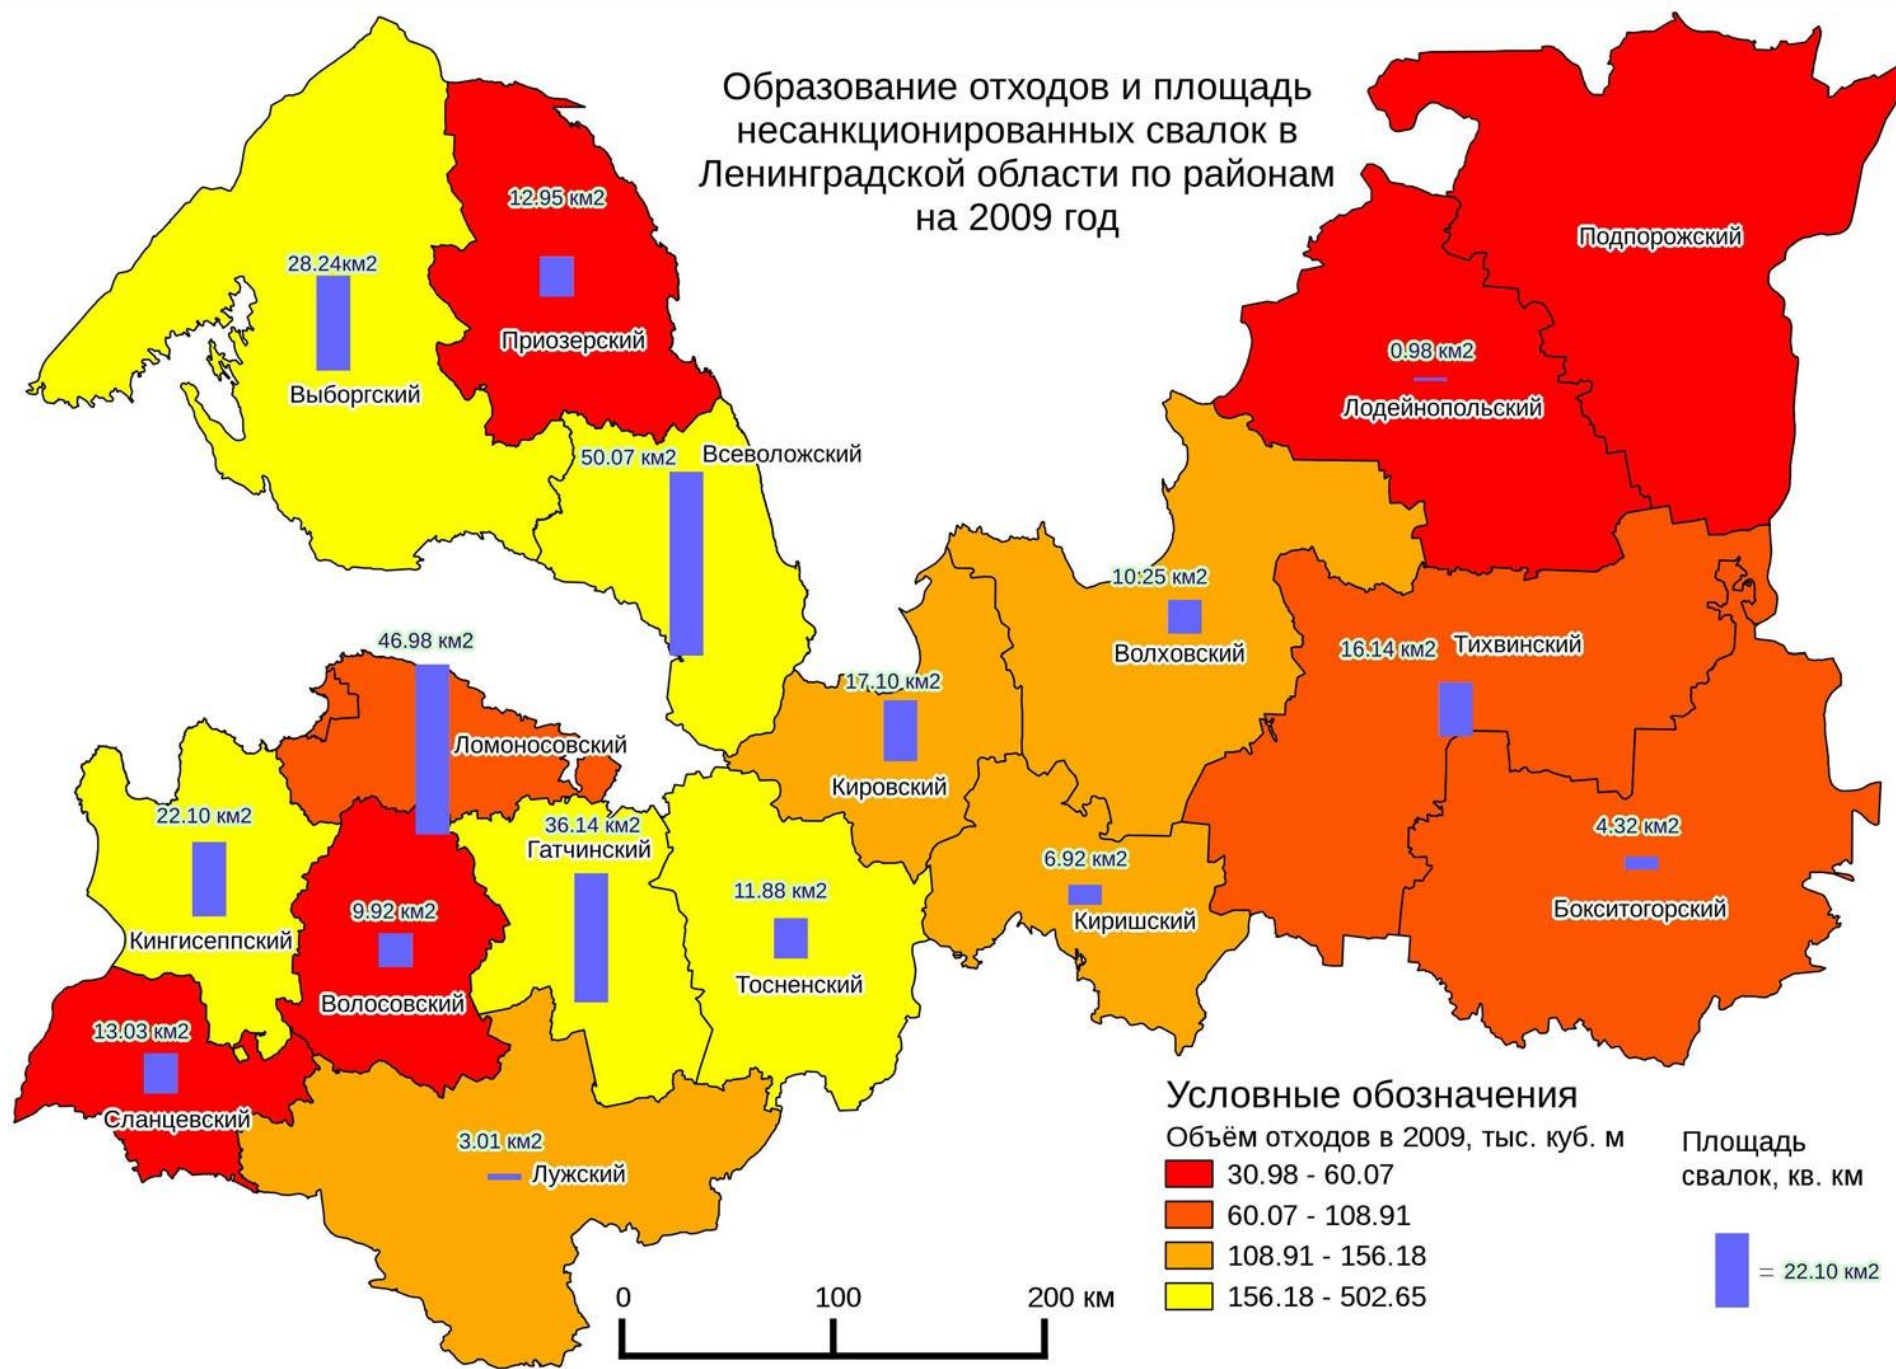 Образование отходов и площадь
несанкционированных свалок в
Ленинградской области по районам
на 2009 год
12.95 км2
Приозерский
28.24км2
Выборгский
Подпорожский
0.98 км2
Лодейнопольский
50.07 км2
Всеволожский
10.25 км2
Волховский
16.14 км2
Тихвинский
46.98 км2
Ломоносовский
17.10 км2
Кировский
22.10 км2
Кингисеппский
36.14 км2
Гатчинский
9.92 км2
Волосовский
11.88 км2
Тосненский
6.92 км2
Киришский
4.32 км2
Бокситогорский
13.03 км2
Сланцевский
3.01 км2
Лужский
Условные обозначения
Объём отходов в 2009, тыс. куб. м
30.98 - 60.07
60.07 - 108.91
108.91 - 156.18
156.18 - 502.65
Площадь
свалок, кв. км
= 22.10 км2
0 100 200 км